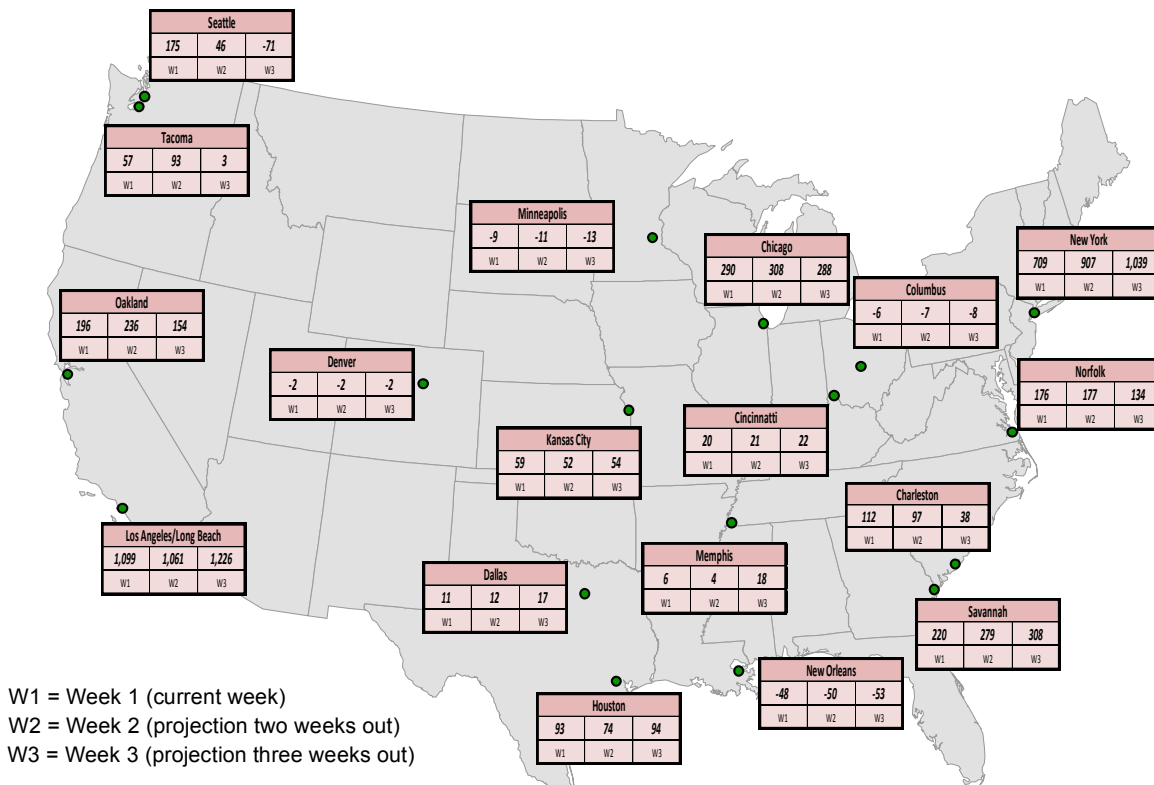 Seattle
175 46 -71
W1 W2 W3
Tacoma
57 93 3
W1 W2 W3
Minneapolis
-9 -11 -13
W1 W2 W3
Chicago
290 308 288
W1 W2 W3
New York
709 907 1,039
W1 W2 W3
Columbus
-6 -7 -8
W1 W2 W3
Oakland
196 236 154
W1 W2 W3
Denver
-2 -2 -2
W1 W2 W3
Norfolk
176 177 134
W1 W2 W3
Cincinnatti
20 21 22
W1 W2 W3
Kansas City
59 52 54
W1 W2 W3
Charleston
112 97 38
W1 W2 W3
Los Angeles/Long Beach
1,099 1,061 1,226
W1 W2 W3
Memphis
6 4 18
W1 W2 W3
Dallas
11 12 17
W1 W2 W3
Savannah
220 279 308
W1 W2 W3
New Orleans
-48 -50 -53
W1 W2 W3
Houston
93 74 94
W1 W2 W3
W1 = Week 1 (current week)
W2 = Week 2 (projection two weeks out)
W3 = Week 3 (projection three weeks out)